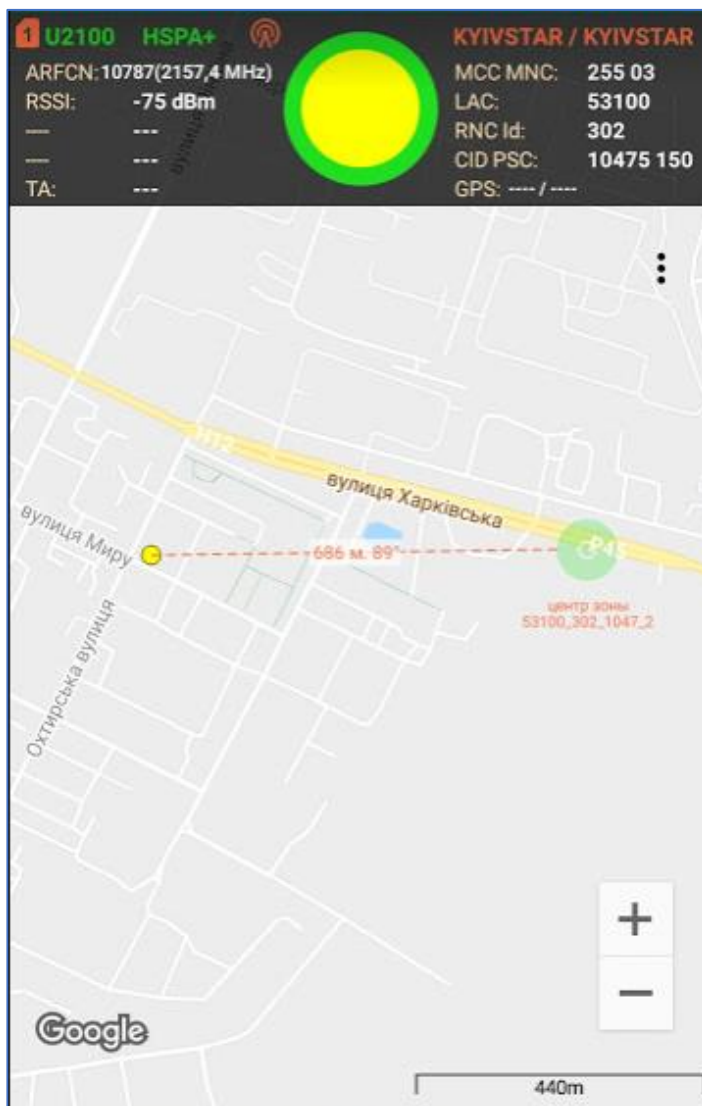 1 U2100 HSPA+
KYIVSTAR / KYIVSTAR
ARFCN: 10787(2157,4 MHz)
MCC MNC: 255 03
RSSI: -75 dBm
LAC: 53100
---- ---
RNC Id: 302
---- ---
CID PSC: 10475 150
TA: ---
GPS: ---- / ----
H12
вулиця Харківська
вулиця Миру
686 м. 89°
P45
центр зоны
53100_302_1047_2
Охтирська вулиця
+
−
Google
440m